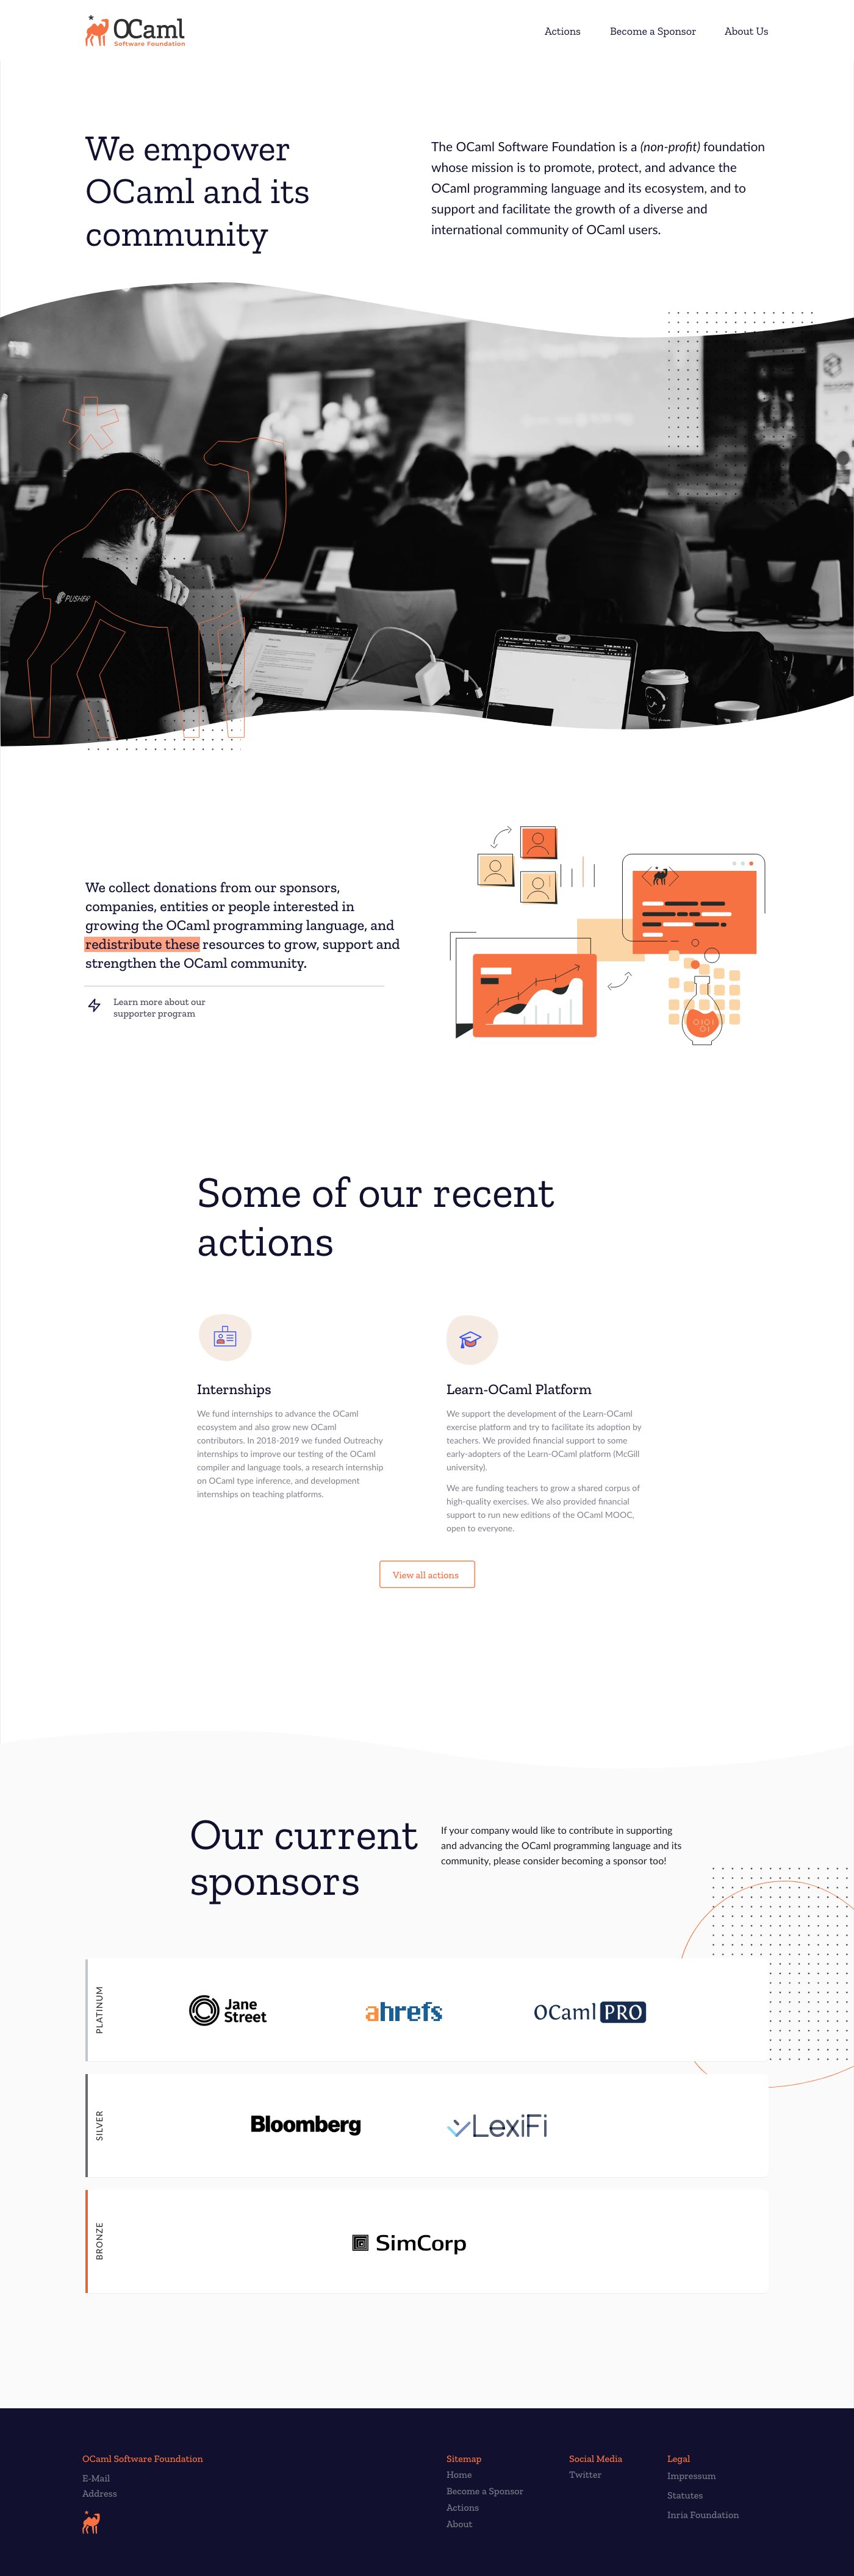 OCaml
Software Foundation
Actions Become a Sponsor About Us
We empower
OCaml and its
community
The OCaml Software Foundation is a (non-profit) foundation
whose mission is to promote, protect, and advance the
OCaml programming language and its ecosystem, and to
support and facilitate the growth of a diverse and
international community of OCaml users.
PUSHER
We collect donations from our sponsors,
companies, entities or people interested in
growing the OCaml programming language, and
redistribute these resources to grow, support and
strengthen the OCaml community.
Learn more about our
supporter program
0101
01
Some of our recent
actions
Internships
We fund internships to advance the OCaml
ecosystem and also grow new OCaml
contributors. In 2018-2019 we funded Outreachy
internships to improve our testing of the OCaml
compiler and language tools, a research internship
on OCaml type inference, and development
internships on teaching platforms.
Learn-OCaml Platform
We support the development of the Learn-OCaml
exercise platform and try to facilitate its adoption by
teachers. We provided financial support to some
early-adopters of the Learn-OCaml platform (McGill
university).
We are funding teachers to grow a shared corpus of
high-quality exercises. We also provided financial
support to run new editions of the OCaml MOOC,
open to everyone.
View all actions
Our current
sponsors
If your company would like to contribute in supporting
and advancing the OCaml programming language and its
community, please consider becoming a sponsor too!
PLATINUM
Jane
Street
ahrefs
OCaml PRO
SILVER
Bloomberg
LexiFi
BRONZE
SimCorp
OCaml Software Foundation
E-Mail
Address
Sitemap
Home
Become a Sponsor
Actions
About
Social Media
Twitter
Legal
Impressum
Statutes
Inria Foundation